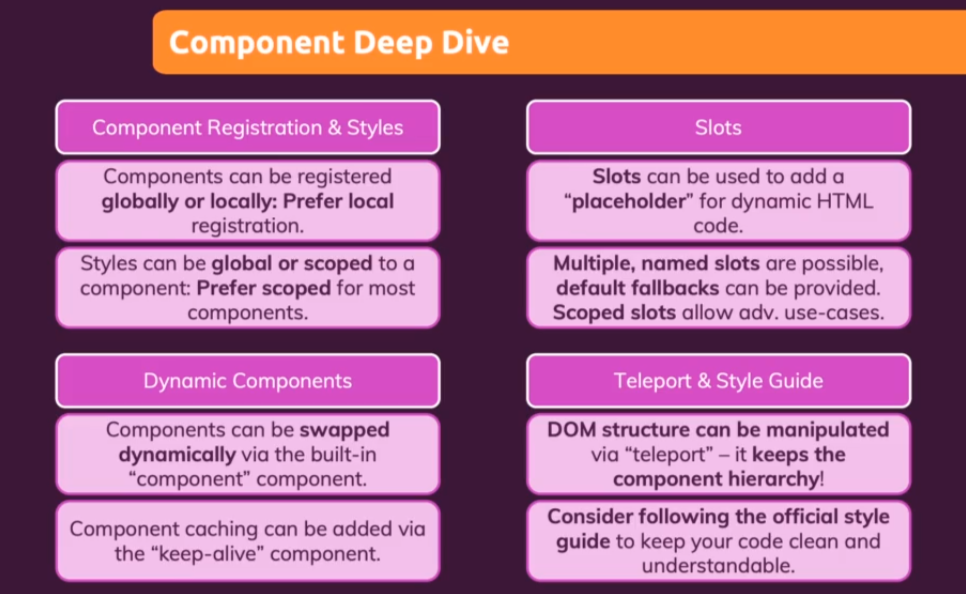 Component Deep Dive
Component Registration & Styles
Components can be registered
globally or locally: Prefer local
registration.
Styles can be global or scoped to a
component: Prefer scoped for most
components.
Slots
Slots can be used to add a
“placeholder” for dynamic HTML
code.
Multiple, named slots are possible,
default fallbacks can be provided.
Scoped slots allow adv. use-cases.
Dynamic Components
Components can be swapped
dynamically via the built-in
“component” component.
Component caching can be added via
the “keep-alive” component.
Teleport & Style Guide
DOM structure can be manipulated
via “teleport” – it keeps the
component hierarchy!
Consider following the official style
guide to keep your code clean and
understandable.